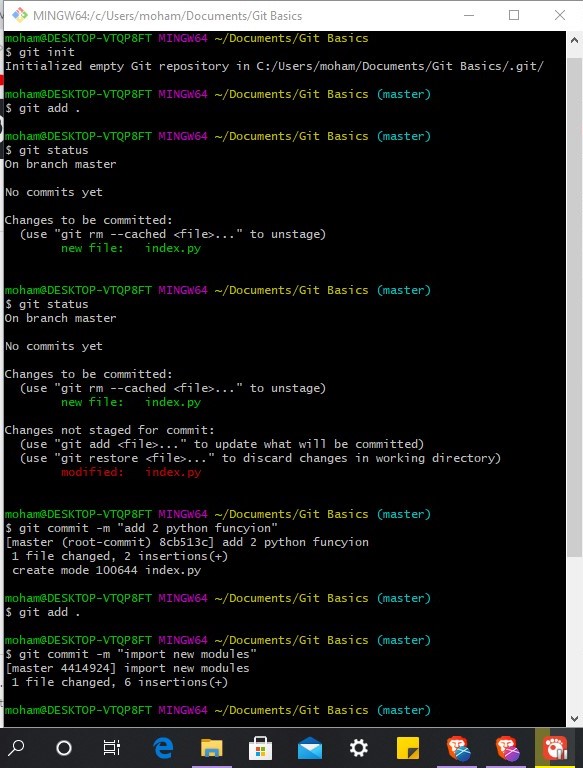 MINGW64:/c/Users/moham/Documents/Git Basics
moham@DESKTOP-VTQP8FT MINGW64 ~/Documents/Git Basics
$ git init
Initialized empty Git repository in C:/Users/moham/Documents/Git Basics/.git/
moham@DESKTOP-VTQP8FT MINGW64 ~/Documents/Git Basics (master)
$ git add .
moham@DESKTOP-VTQP8FT MINGW64 ~/Documents/Git Basics (master)
$ git status
On branch master
No commits yet
Changes to be committed:
(use "git rm --cached <file>..." to unstage)
new file: index.py
moham@DESKTOP-VTQP8FT MINGW64 ~/Documents/Git Basics (master)
$ git status
On branch master
No commits yet
Changes to be committed:
(use "git rm --cached <file>..." to unstage)
new file: index.py
Changes not staged for commit:
(use "git add <file>..." to update what will be committed)
(use "git restore <file>..." to discard changes in working directory)
modified: index.py
moham@DESKTOP-VTQP8FT MINGW64 ~/Documents/Git Basics (master)
$ git commit -m "add 2 python funcyion"
[master (root-commit) 8cb513c] add 2 python funcyion
1 file changed, 2 insertions(+)
create mode 100644 index.py
moham@DESKTOP-VTQP8FT MINGW64 ~/Documents/Git Basics (master)
$ git add .
moham@DESKTOP-VTQP8FT MINGW64 ~/Documents/Git Basics (master)
$ git commit -m "import new modules"
[master 4414924] import new modules
1 file changed, 6 insertions(+)
moham@DESKTOP-VTQP8FT MINGW64 ~/Documents/Git Basics (master)